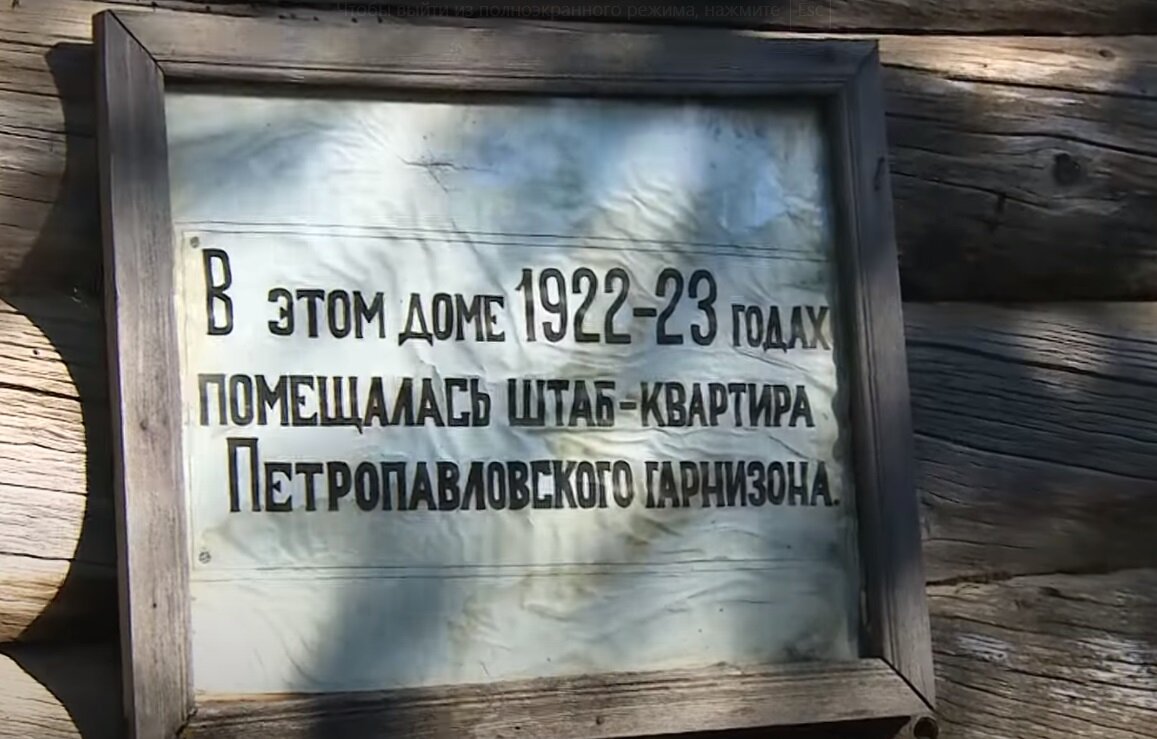 Чтобы выйти из полноэкранного режима, нажмите Esc
В ЭТОМ ДОМЕ 1922-23 ГОДАХ
ПОМЕЩАЛАСЬ ШТАБ-КВАРТИРА
ПЕТРОПАВЛОВСКОГО ГАРНИЗОНА.